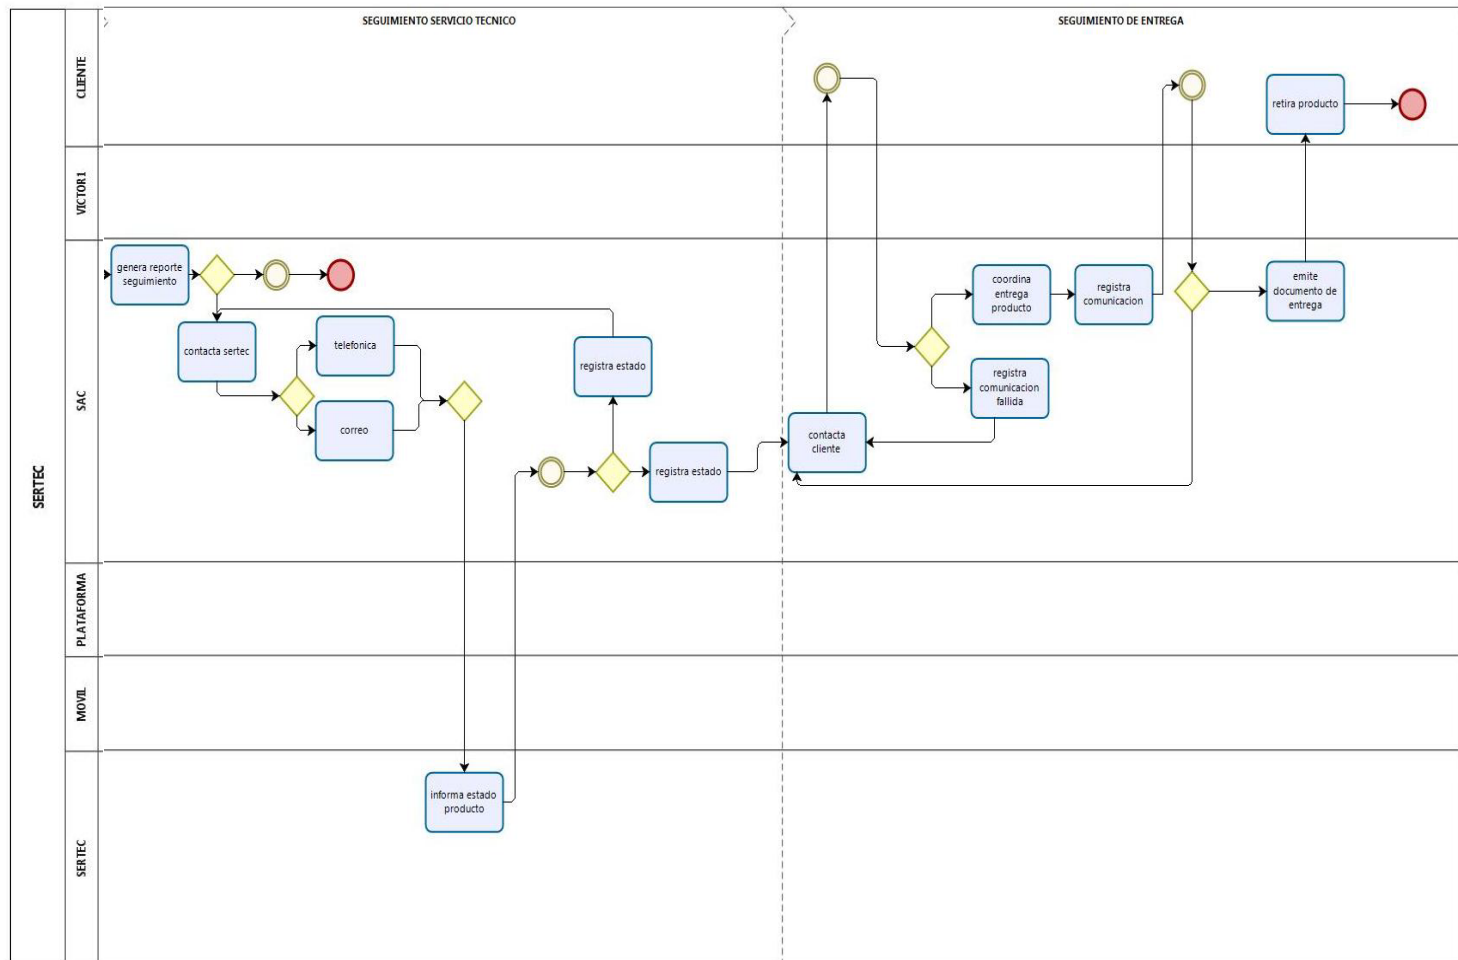 SEGUIMIENTO SERVICIO TECNICO
SEGUIMIENTO DE ENTREGA
SERTEC
CLIENTE
retira producto
VICTOR1
SAC
genera reporte
seguimiento
contacta sertec
telefonica
correo
registra estado
registra estado
contacta
cliente
coordina
entrega
producto
registra
comunicacion
registra
comunicacion
fallida
emite
documento de
entrega
PLATAFORMA
MOVIL
SERTEC
informa estado
producto